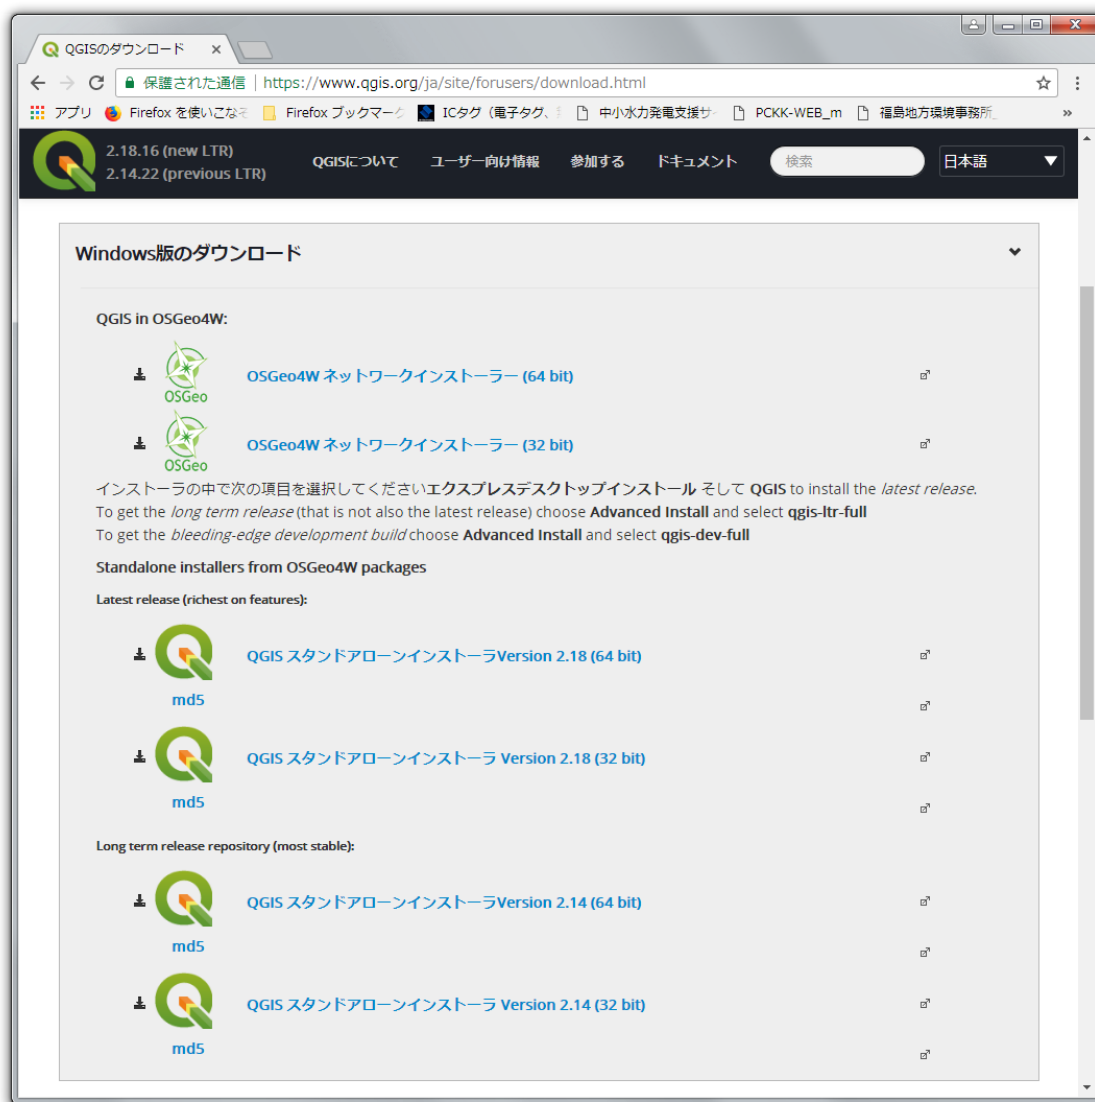 QGISのダウンロード
保護された通信 | https://www.qgis.org/ja/site/forusers/download.html
アプリ Firefox を使いこなそ Firefox ブックマーク ICタグ（電子タグ、 中小水力発電支援サー PCKK-WEB_m 福島地方環境事務所_ »
2.18.16 (new LTR)
2.14.22 (previous LTR)
QGISについて ユーザー向け情報 参加する ドキュメント 検索 日本語
Windows版のダウンロード
QGIS in OSGeo4W:
OSGeo
OSGeo4W ネットワークインストーラー (64 bit)
OSGeo
OSGeo4W ネットワークインストーラー (32 bit)
インストーラの中で次の項目を選択してくださいエクスプレスデスクトップインストール そして QGIS to install the latest release.
To get the long term release (that is not also the latest release) choose Advanced Install and select qgis-ltr-full
To get the bleeding-edge development build choose Advanced Install and select qgis-dev-full
Standalone installers from OSGeo4W packages
Latest release (richest on features):
QGIS スタンドアローンインストーラVersion 2.18 (64 bit)
md5
QGIS スタンドアローンインストーラ Version 2.18 (32 bit)
md5
Long term release repository (most stable):
QGIS スタンドアローンインストーラVersion 2.14 (64 bit)
md5
QGIS スタンドアローンインストーラ Version 2.14 (32 bit)
md5